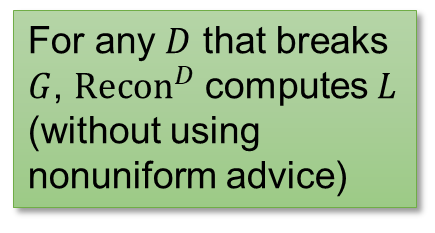 For any 𝐷 that breaks
𝐺, Recon^𝐷 computes 𝐿
(without using
nonuniform advice)